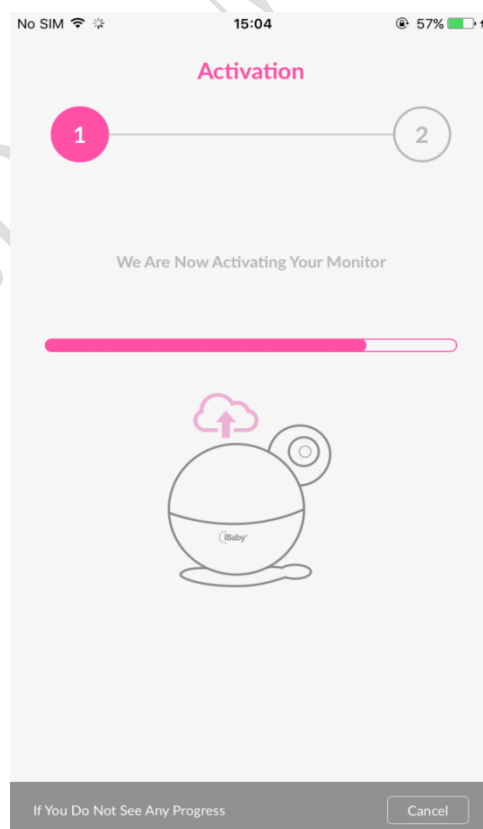 No SIM 15:04 57%
Activation
1 2
We Are Now Activating Your Monitor
iBaby
If You Do Not See Any Progress Cancel